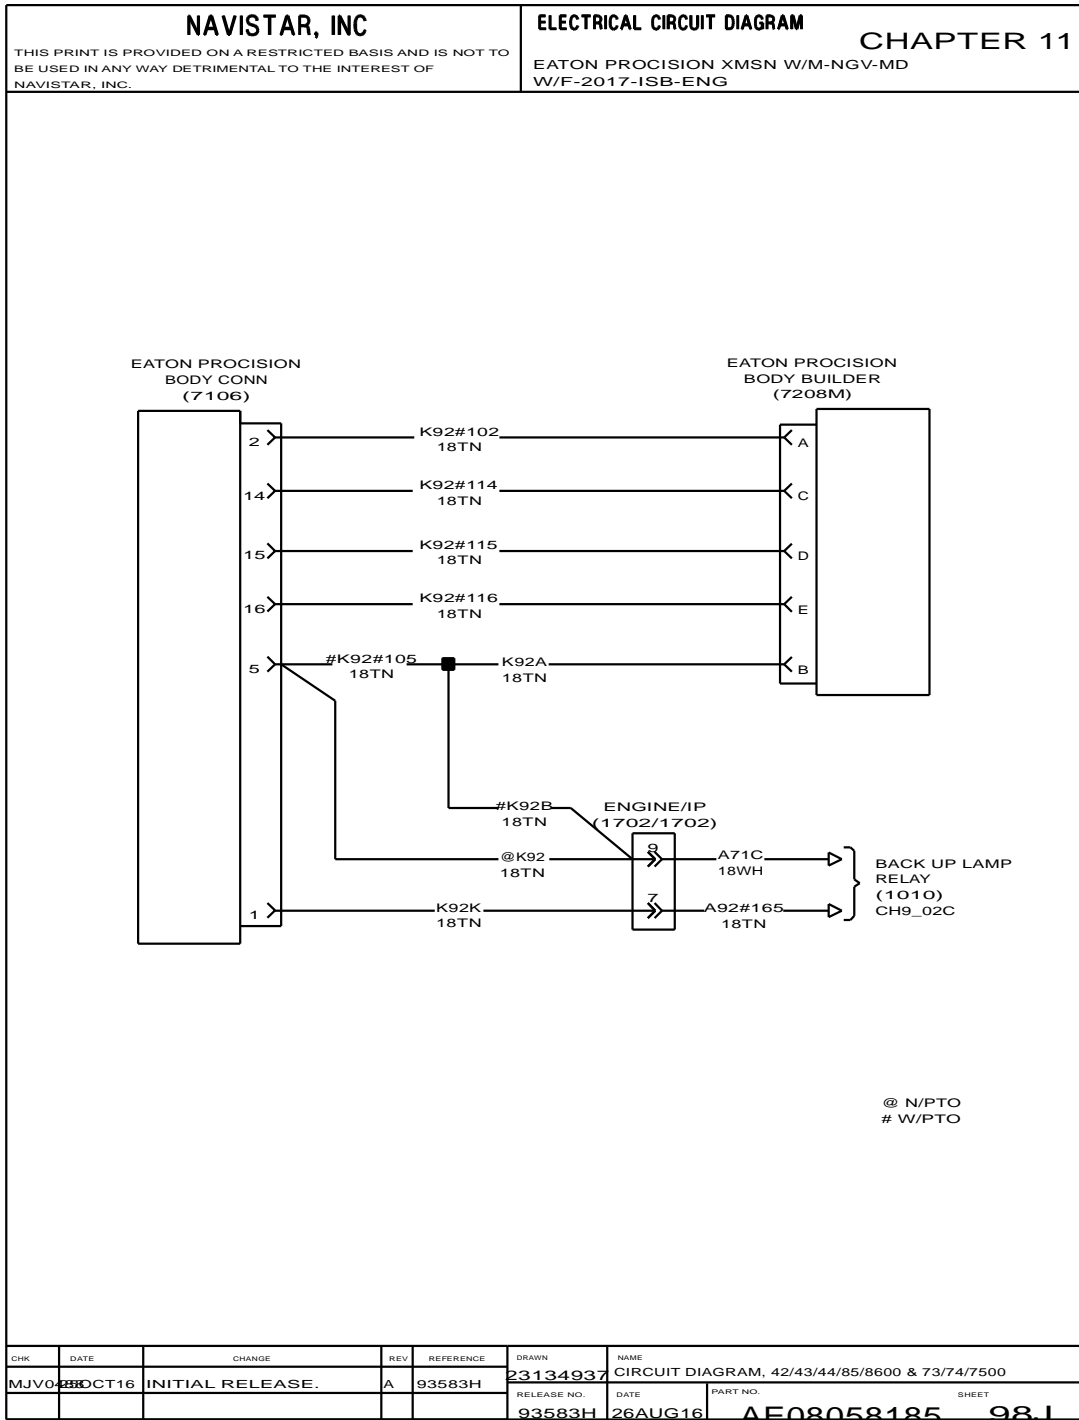 NAVISTAR, INC
THIS PRINT IS PROVIDED ON A RESTRICTED BASIS AND IS NOT TO
BE USED IN ANY WAY DETRIMENTAL TO THE INTEREST OF
NAVISTAR, INC.
ELECTRICAL CIRCUIT DIAGRAM
CHAPTER 11
EATON PROCISION XMSN W/M-NGV-MD
W/F-2017-ISB-ENG
EATON PROCISION
BODY CONN
(7106)
EATON PROCISION
BODY BUILDER
(7208M)
2
K92#102
18TN
A
14
K92#114
18TN
C
15
K92#115
18TN
D
16
K92#116
18TN
E
5
#K92#105
18TN
K92A
18TN
B
#K92B
18TN
ENGINE/IP
(1702/1702)
@K92
18TN
9
A71C
18WH
1
K92K
18TN
7
A92#165
18TN
BACK UP LAMP
RELAY
(1010)
CH9_02C
@ N/PTO
# W/PTO
CHK DATE CHANGE REV REFERENCE
INITIAL RELEASE. A 93583H
DRAWN
23134937
NAME
CIRCUIT DIAGRAM, 42/43/44/85/8600 & 73/74/7500
RELEASE NO.
93583H
DATE
26AUG16
PART NO.
AE08058185
SHEET
98J